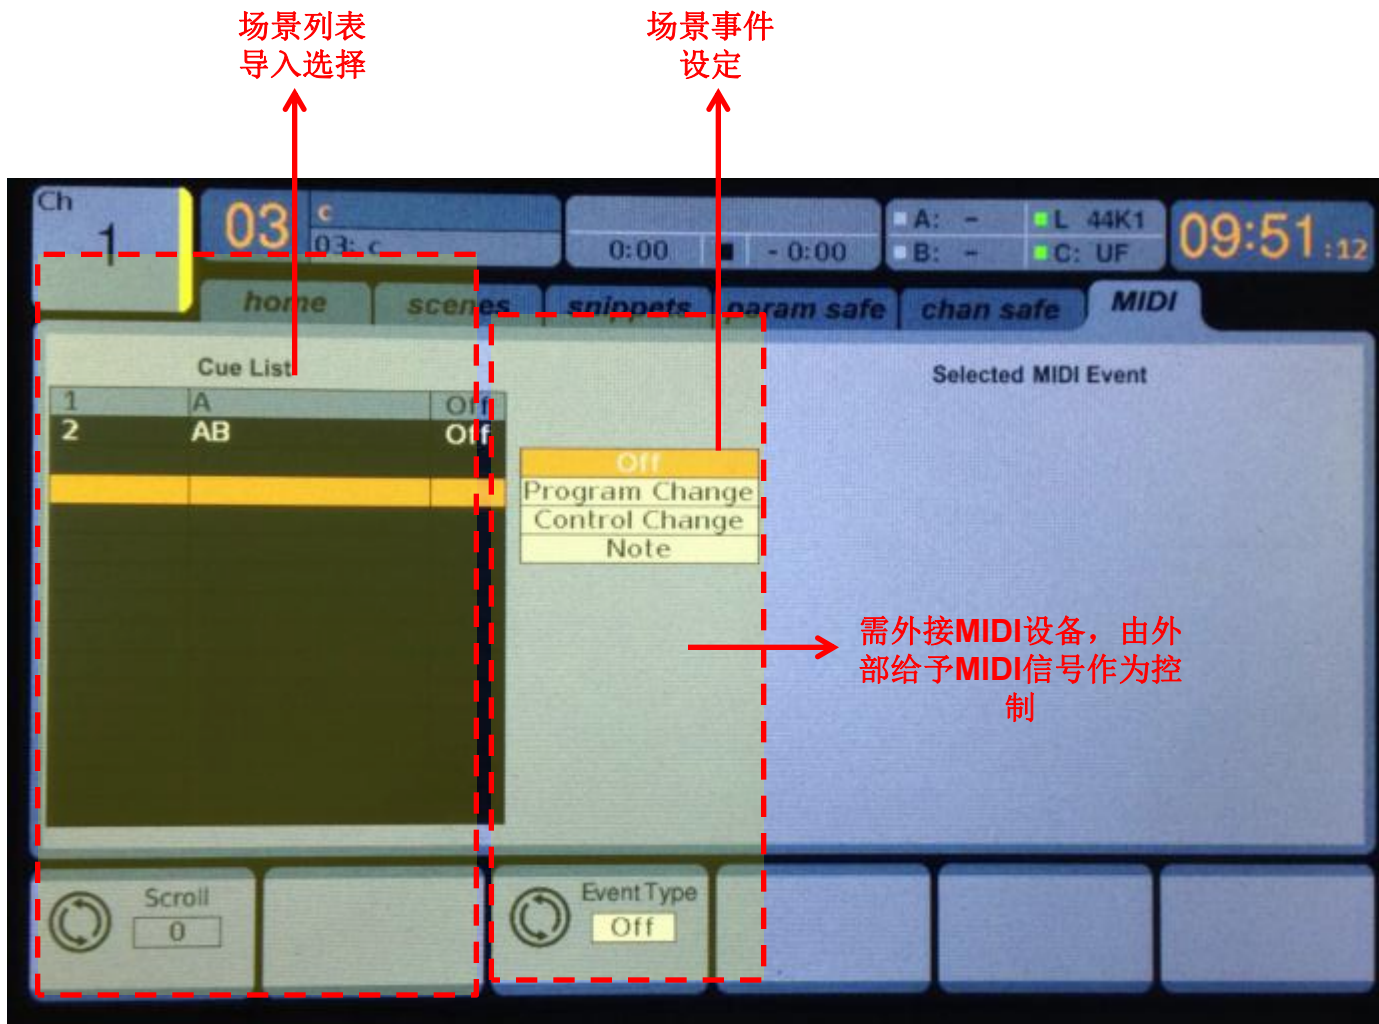 场景列表
导入选择
场景事件
设定
Ch
1
03
c
03: c
0:00
- 0:00
A: -
B: -
L 44K1
C: UF
09:51:12
home
scenes
snippets
param safe
chan safe
MIDI
Cue List
1 A Off
2 AB Off
Off
Program Change
Control Change
Note
Selected MIDI Event
需外接MIDI设备，由外
部给予MIDI信号作为控
制
Scroll
0
Event Type
Off